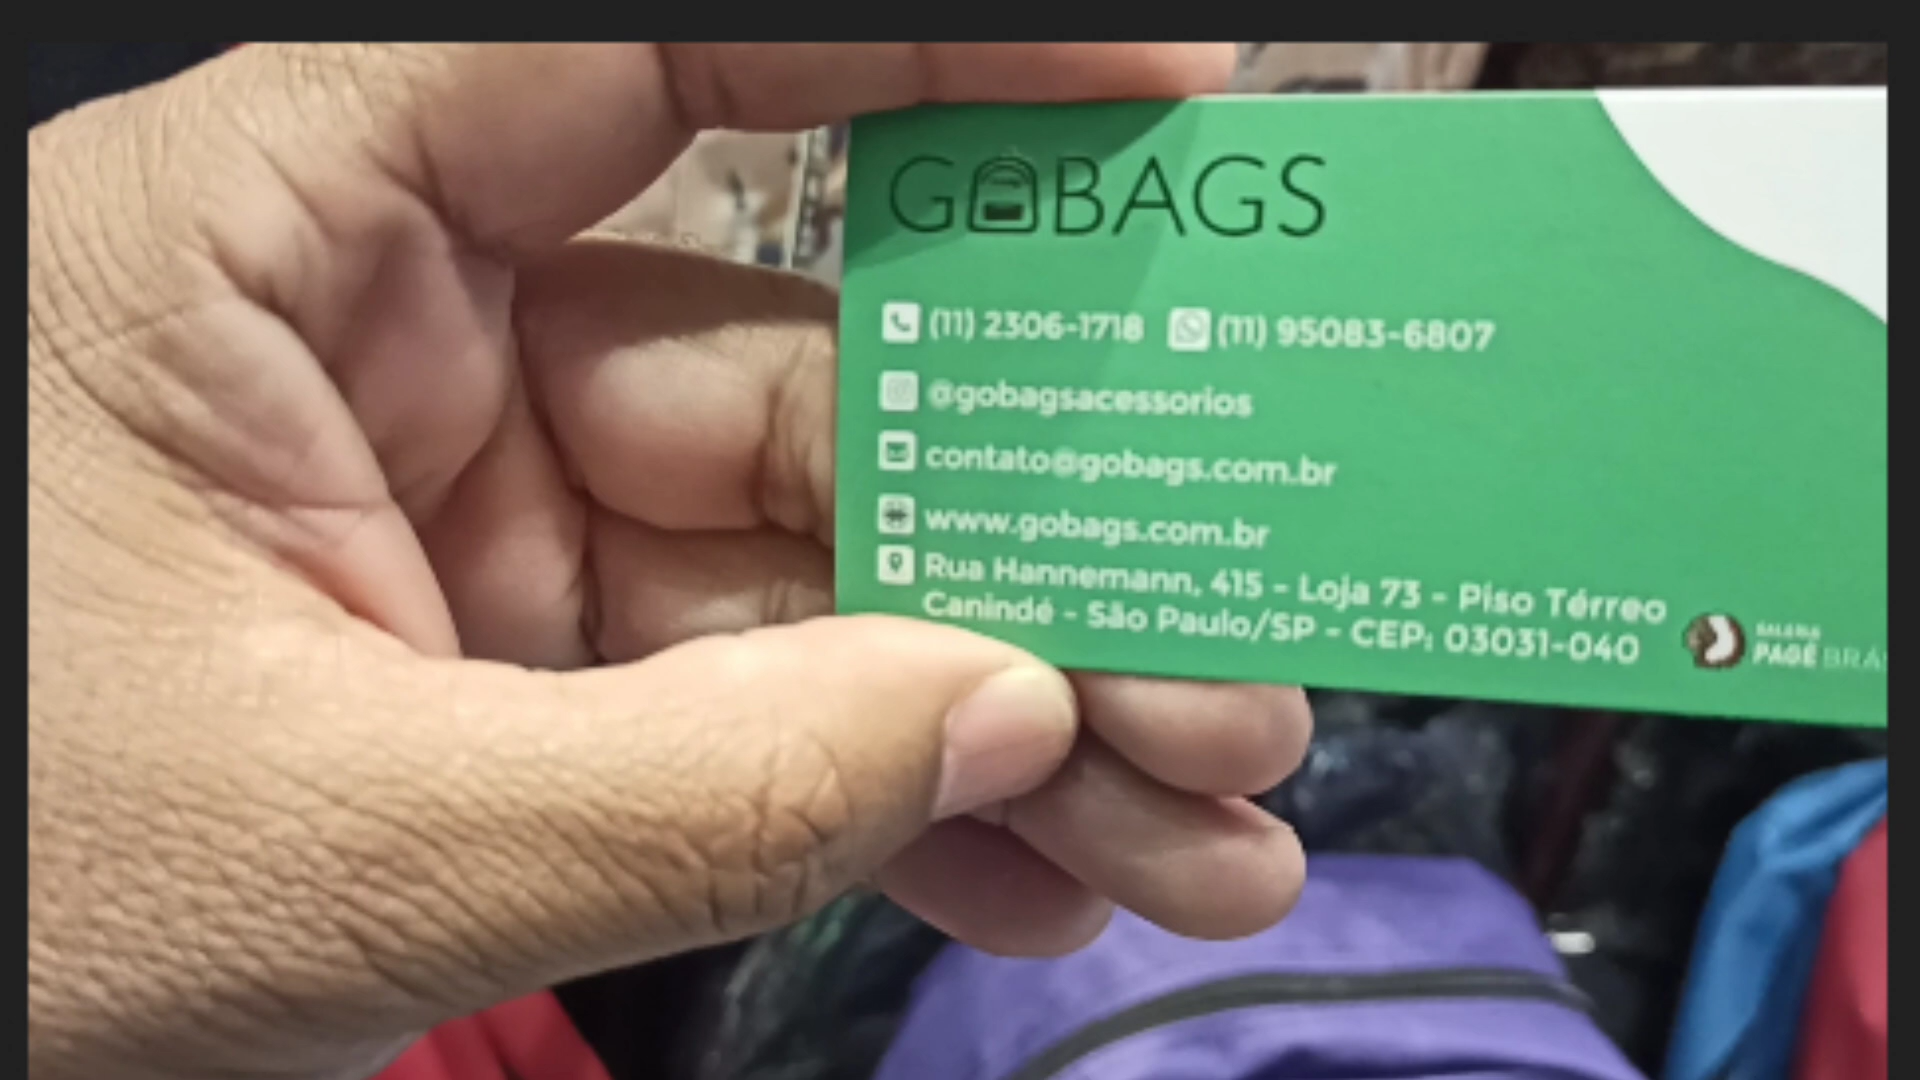 GOBAGS
(11) 2306-1718 (11) 95083-6807
@gobagsacessorios
contato@gobags.com.br
www.gobags.com.br
Rua Hannemann, 415 - Loja 73 - Piso Térreo
Canindé - São Paulo/SP - CEP: 03031-040
GALERIA
PAGÉ BRÁS